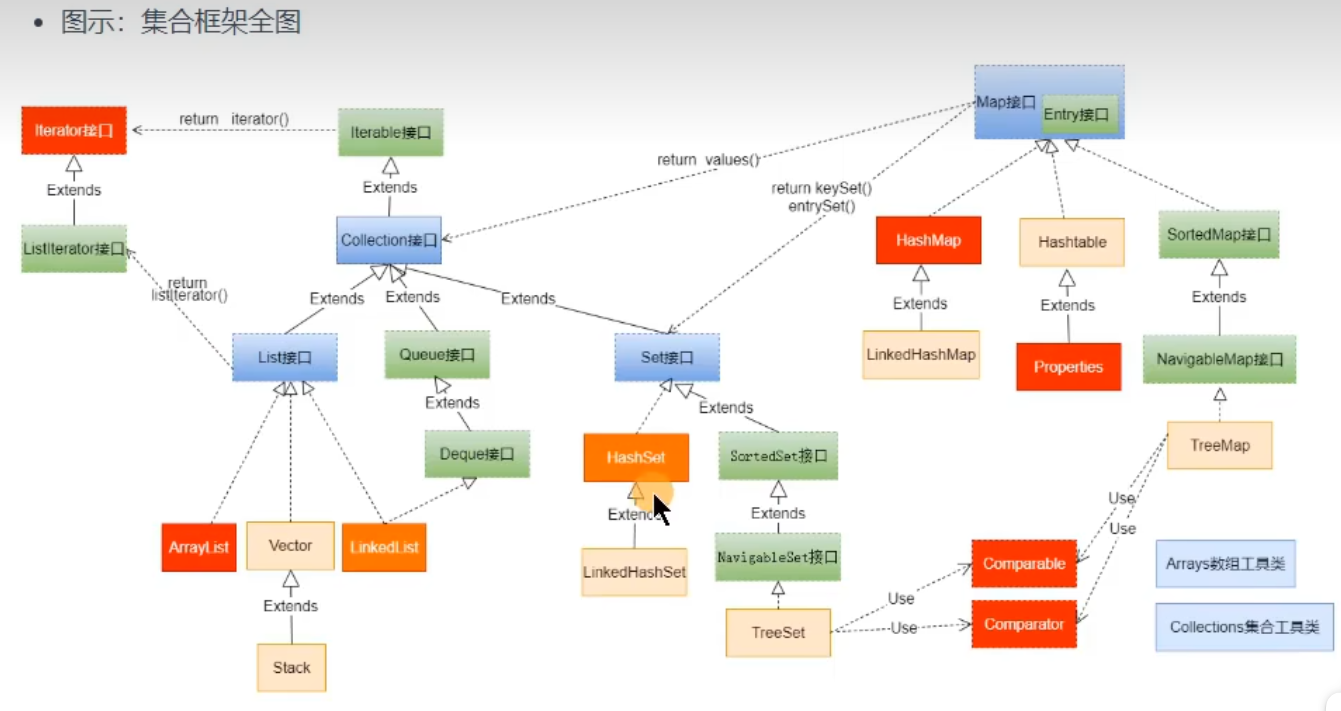 • 图示：集合框架全图
Map接口
Entry接口
Iterator接口
return iterator()
Iterable接口
return values()
Extends
Extends
return keySet()
entrySet()
ListIterator接口
Collection接口
HashMap
Hashtable
SortedMap接口
return
listIterator()
Extends
Extends
Extends
Extends
Extends
Extends
List接口
Queue接口
Set接口
LinkedHashMap
Properties
NavigableMap接口
Extends
Extends
Deque接口
HashSet
SortedSet接口
TreeMap
Extends
Extends
Use
Use
ArrayList
Vector
LinkedList
LinkedHashSet
NavigableSet接口
Comparable
Arrays数组工具类
Extends
Use
Use
TreeSet
Comparator
Collections集合工具类
Stack